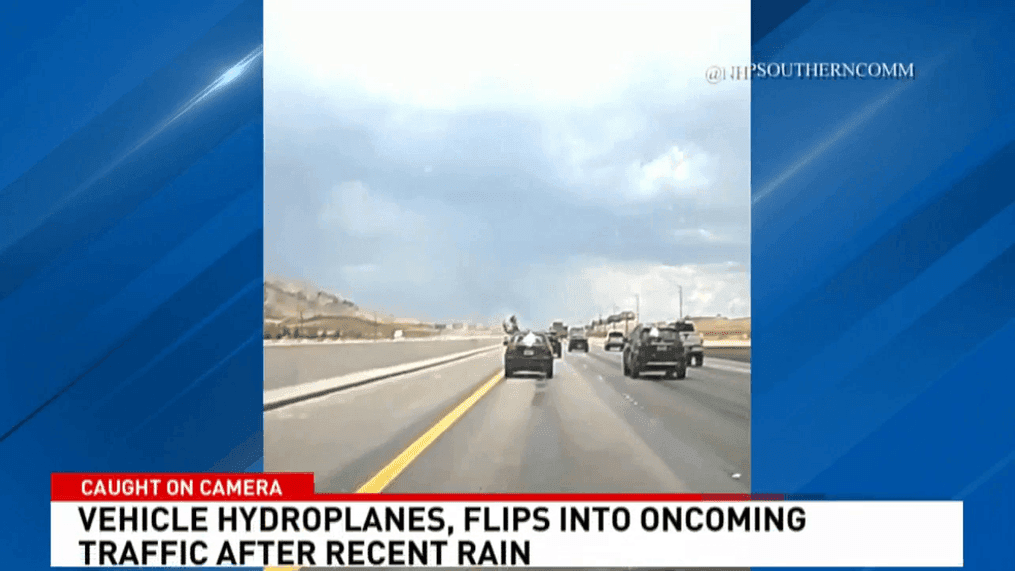 @NHPSOUTHERNCOMM
CAUGHT ON CAMERA
VEHICLE HYDROPLANES, FLIPS INTO ONCOMING
TRAFFIC AFTER RECENT RAIN